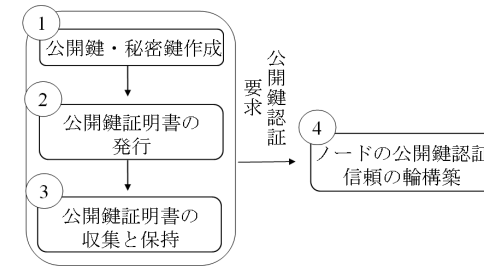 1
公開鍵・秘密鍵作成
2
公開鍵証明書の
発行
3
公開鍵証明書の
収集と保持
公開鍵認証
要求
4
ノードの公開鍵認証
信頼の輪構築